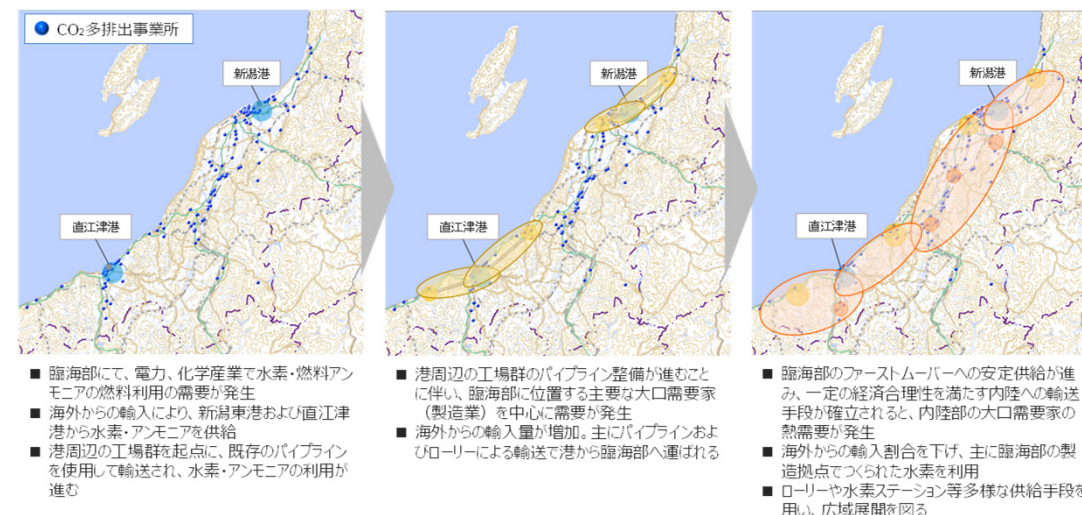 CO₂多排出事業所
新潟港
直江津港
新潟港
直江津港
新潟港
直江津港
■ 臨海部にて、電力、化学産業で水素・燃料アン
モニアの燃料利用の需要が発生
■ 海外からの輸入により、新潟東港および直江津
港から水素・アンモニアを供給
■ 港周辺の工場群を起点に、既存のパイプライン
を使用して輸送され、水素・アンモニアの利用が
進む
■ 港周辺の工場群のパイプライン整備が進むこと
に伴い、臨海部に位置する主要な大口需要家
（製造業）を中心に需要が発生
■ 海外からの輸入量が増加。主にパイプラインおよ
びローリーによる輸送で港から臨海部へ運ばれる
■ 臨海部のファーストムーバーへの安定供給が進
み、一定の経済合理性を満たす内陸への輸送
手段が確立されると、内陸部の大口需要家の
熱需要が発生
■ 海外からの輸入割合を下げ、主に臨海部の製
造拠点でつくられた水素を利用
■ ローリーや水素ステーション等多様な供給手段を
用い、広域展開を図る